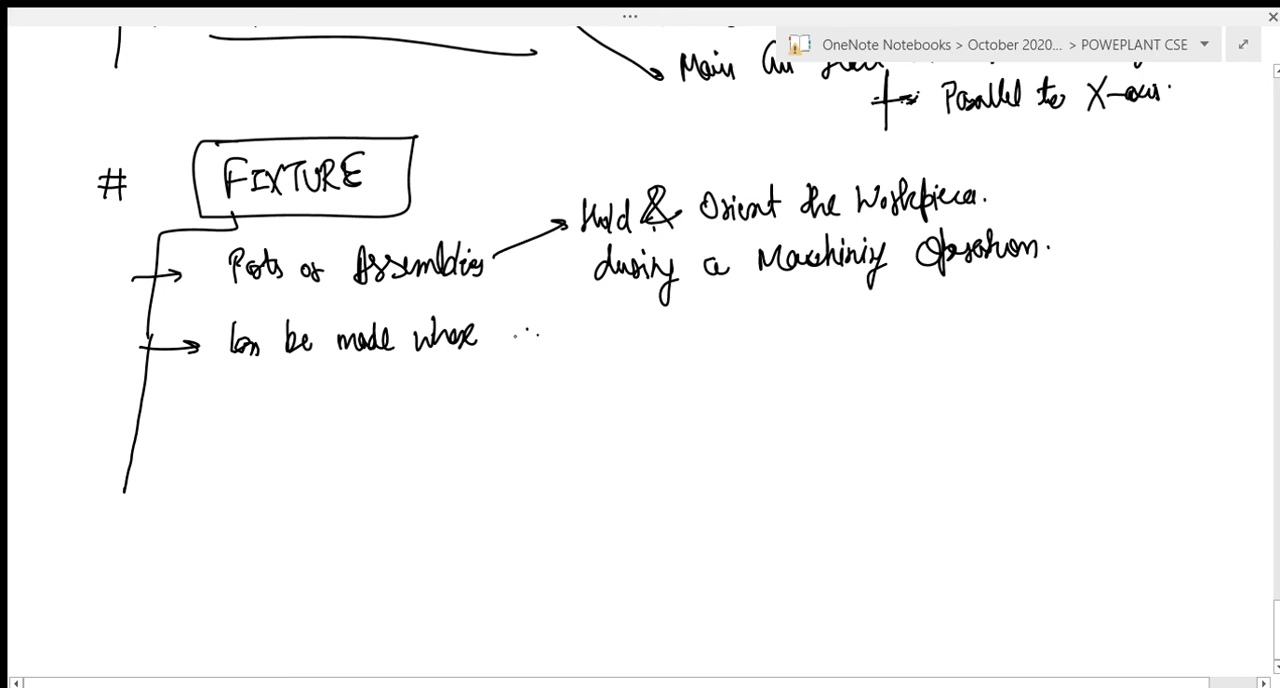 ...
OneNote Notebooks > October 2020... > POWEPLANT CSE
Main
Parallel to X-axis.
# FIXTURE
Parts or Assemblies
Hold & Orient the Workpiece.
during a Machining Operation.
Can be made where ...